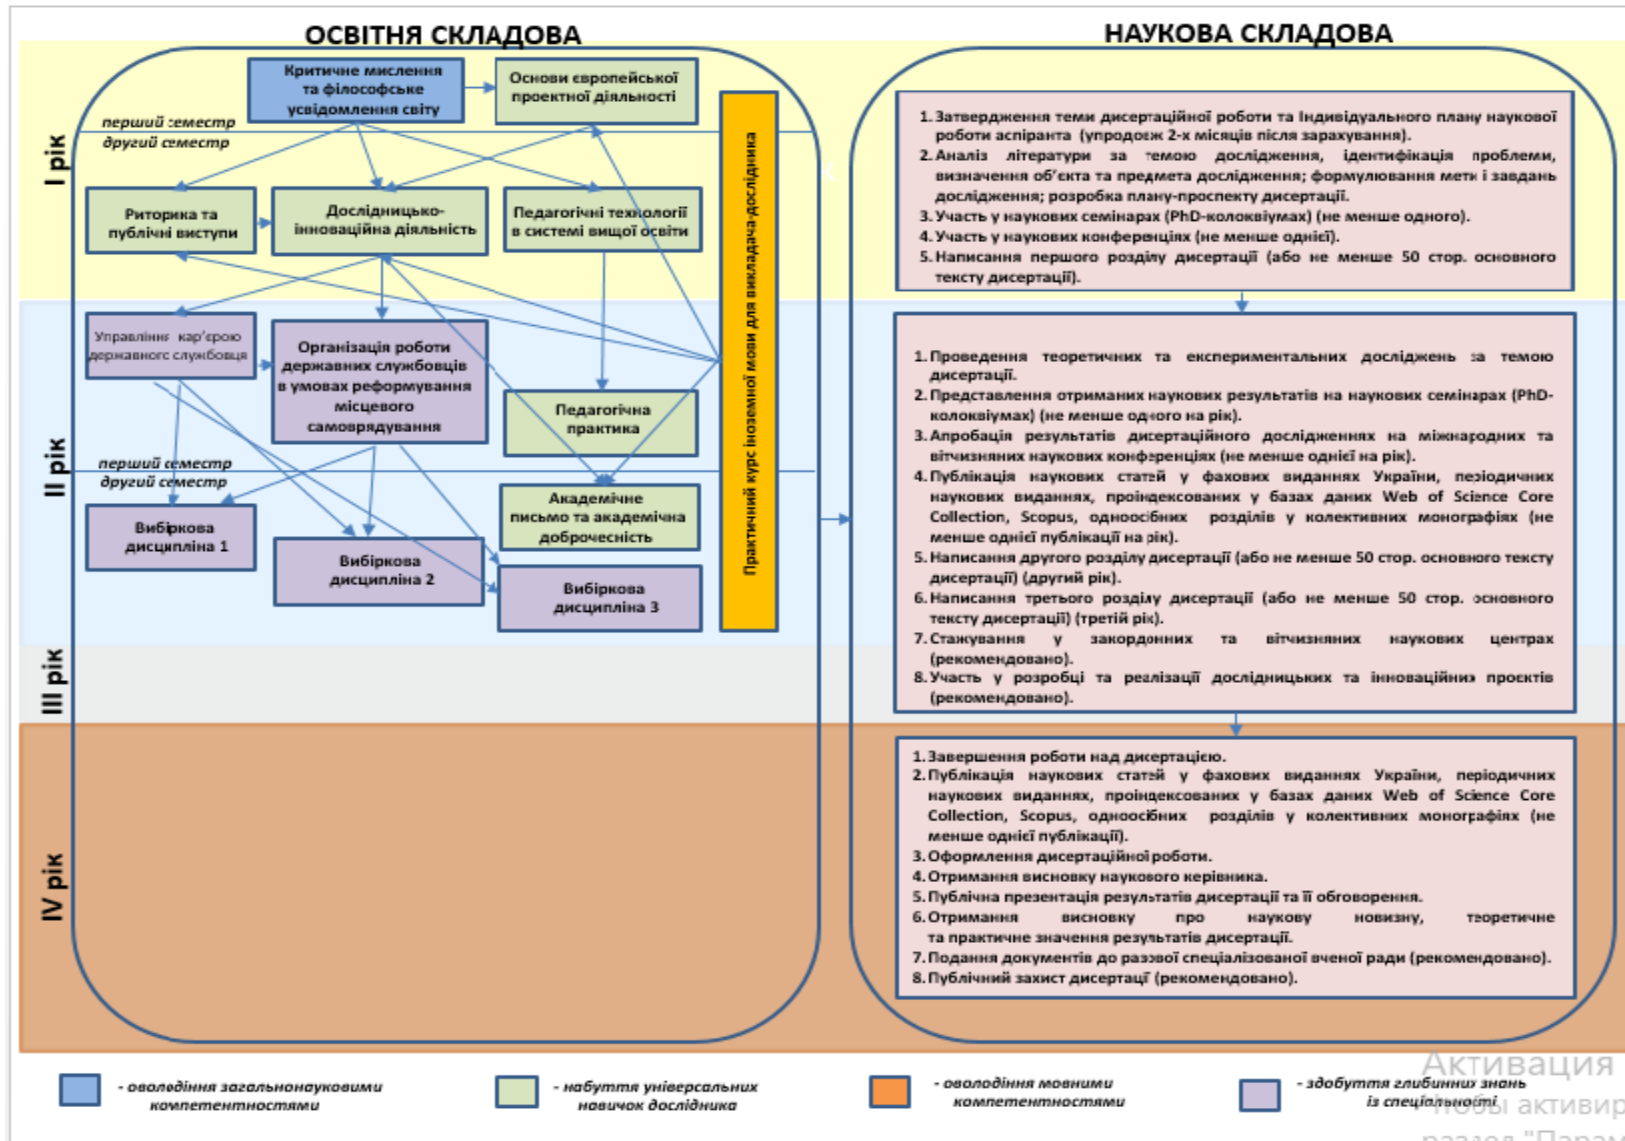 ОСВІТНЯ СКЛАДОВА
НАУКОВА СКЛАДОВА
I рік
Критичне мислення
та філософське
усвідомлення світу
Основи європейської
проектної діяльності
перший семестр
другий семестр
Риторика та
публічні виступи
Дослідницько-
інноваційна діяльність
Педагогічні технології
в системі вищої освіти
Практичний курс іноземної мови для викладача-дослідника
II рік
Управління кар'єрою
державного службовця
Організація роботи
державних службовців
в умовах реформування
місцевого
самоврядування
Педагогічна
практика
перший семестр
другий семестр
Академічне
письмо та академічна
доброчесність
Вибіркова
дисципліна 1
Вибіркова
дисципліна 2
Вибіркова
дисципліна 3
III рік
IV рік
1. Затвердження теми дисертаційної роботи та Індивідуального плану наукової
роботи аспіранта (упродовж 2-х місяців після зарахування).
2. Аналіз літератури за темою дослідження, ідентифікація проблеми,
визначення об'єкта та предмета дослідження; формулювання мети і завдань
дослідження; розробка плану-проспекту дисертації.
3. Участь у наукових семінарах (PhD-колоквіумах) (не менше одного).
4. Участь у наукових конференціях (не менше однієї).
5. Написання першого розділу дисертації (або не менше 50 стор. основного
тексту дисертації).
1. Проведення теоретичних та експериментальних досліджень за темою
дисертації.
2. Представлення отриманих наукових результатів на наукових семінарах (PhD-
колоквіумах) (не менше одного на рік).
3. Апробація результатів дисертаційного дослідженнях на міжнародних та
вітчизняних наукових конференціях (не менше однієї на рік).
4. Публікація наукових статей у фахових виданнях України, періодичних
наукових виданнях, проіндексованих у базах даних Web of Science Core
Collection, Scopus, одноосібних розділів у колективних монографіях (не
менше однієї публікації на рік).
5. Написання другого розділу дисертації (або не менше 50 стор. основного тексту
дисертації) (другий рік).
6. Написання третього розділу дисертації (або не менше 50 стор. основного
тексту дисертації) (третій рік).
7. Стажування у закордонних та вітчизняних наукових центрах
(рекомендовано).
8. Участь у розробці та реалізації дослідницьких та інноваційних проєктів
(рекомендовано).
1. Завершення роботи над дисертацією.
2. Публікація наукових статей у фахових виданнях України, періодичних
наукових виданнях, проіндексованих у базах даних Web of Science Core
Collection, Scopus, одноосібних розділів у колективних монографіях (не
менше однієї публікації).
3. Оформлення дисертаційної роботи.
4. Отримання висновку наукового керівника.
5. Публічна презентація результатів дисертації та її обговорення.
6. Отримання висновку про наукову новизну, теоретичне
та практичне значення результатів дисертації.
7. Подання документів до разової спеціалізованої вченої ради (рекомендовано).
8. Публічний захист дисертації (рекомендовано).
- оволодіння загальнонауковими
компетентностями
- набуття універсальних
навичок дослідника
- оволодіння мовними
компетентностями
- здобуття глибинних знань
із спеціальності
Активация
Чтобы активир
раздел "Парам